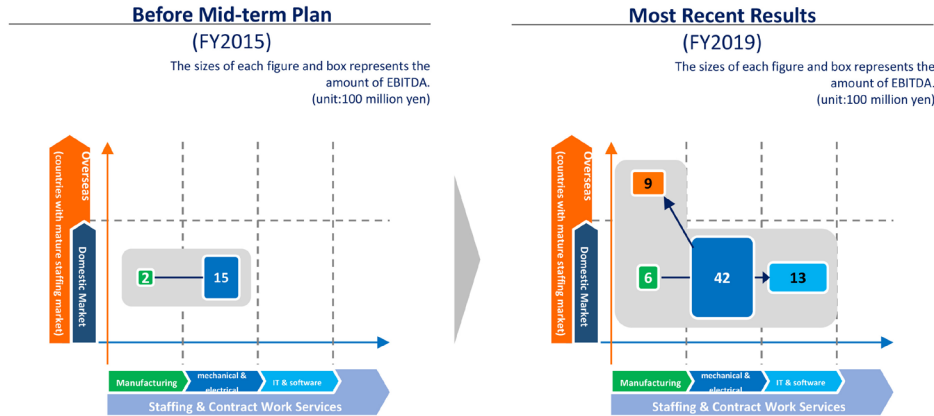 Before Mid-term Plan
(FY2015)
The sizes of each figure and box represents the
amount of EBITDA.
(unit:100 million yen)
Overseas
(countries with mature staffing market)
Domestic Market
2
15
Manufacturing
mechanical &
electrical
IT & software
Staffing & Contract Work Services
Most Recent Results
(FY2019)
The sizes of each figure and box represents the
amount of EBITDA.
(unit:100 million yen)
Overseas
(countries with mature staffing market)
Domestic Market
9
6
42
13
Manufacturing
mechanical &
electrical
IT & software
Staffing & Contract Work Services